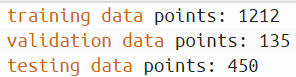 training data points: 1212
validation data points: 135
testing data points: 450